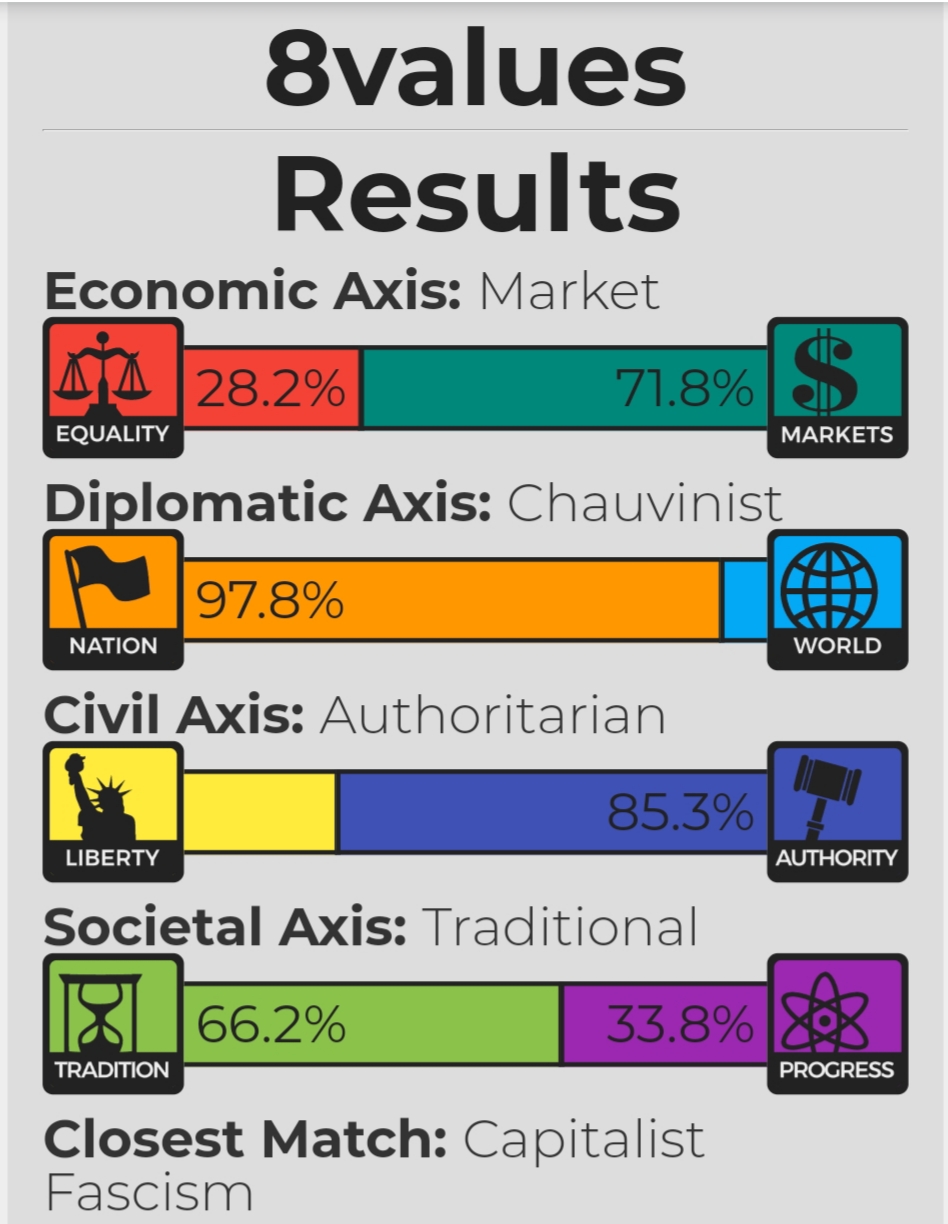 8values
Results
Economic Axis: Market
28.2% 71.8%
EQUALITY MARKETS
Diplomatic Axis: Chauvinist
97.8%
NATION WORLD
Civil Axis: Authoritarian
85.3%
LIBERTY AUTHORITY
Societal Axis: Traditional
66.2% 33.8%
TRADITION PROGRESS
Closest Match: Capitalist
Fascism